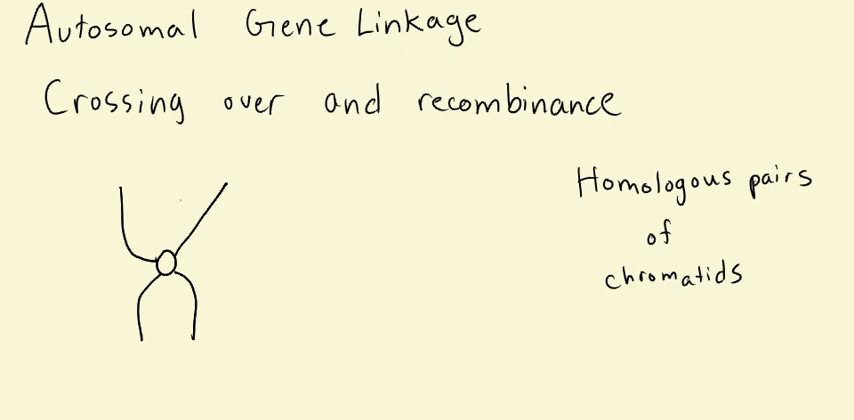 Autosomal Gene Linkage
Crossing over and recombinance
Homologous pairs
of
chromatids